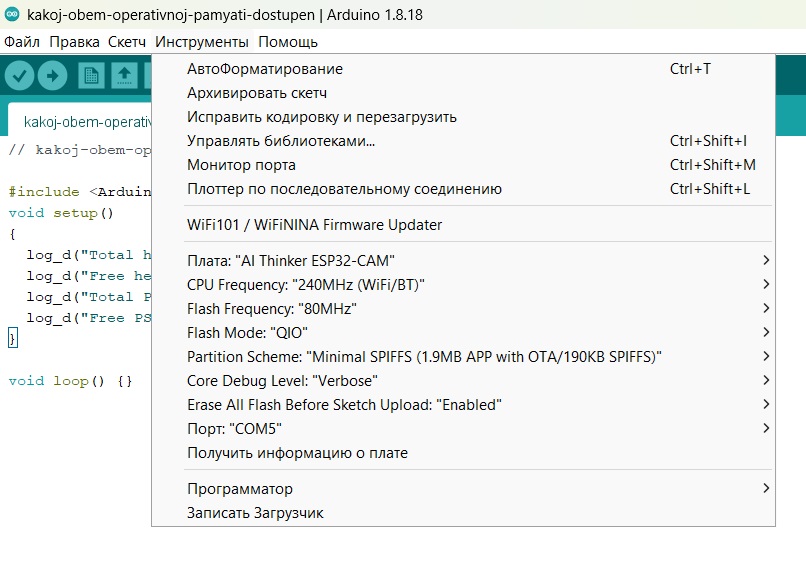 kakoj-obem-operativnoj-pamyati-dostupen | Arduino 1.8.18
Файл Правка Скетч Инструменты Помощь
АвтоФорматирование Ctrl+T
Архивировать скетч
Исправить кодировку и перезагрузить
Управлять библиотеками... Ctrl+Shift+I
Монитор порта Ctrl+Shift+M
Плоттер по последовательному соединению Ctrl+Shift+L
WiFi101 / WiFiNINA Firmware Updater
Плата: "AI Thinker ESP32-CAM"
CPU Frequency: "240MHz (WiFi/BT)"
Flash Frequency: "80MHz"
Flash Mode: "QIO"
Partition Scheme: "Minimal SPIFFS (1.9MB APP with OTA/190KB SPIFFS)"
Core Debug Level: "Verbose"
Erase All Flash Before Sketch Upload: "Enabled"
Порт: "COM5"
Получить информацию о плате
Программатор
Записать Загрузчик
kakoj-obem-operativ
// kakoj-obem-op
#include <Arduin
void setup()
{
log_d("Total h
log_d("Free he
log_d("Total P
log_d("Free PS
}
void loop() {}